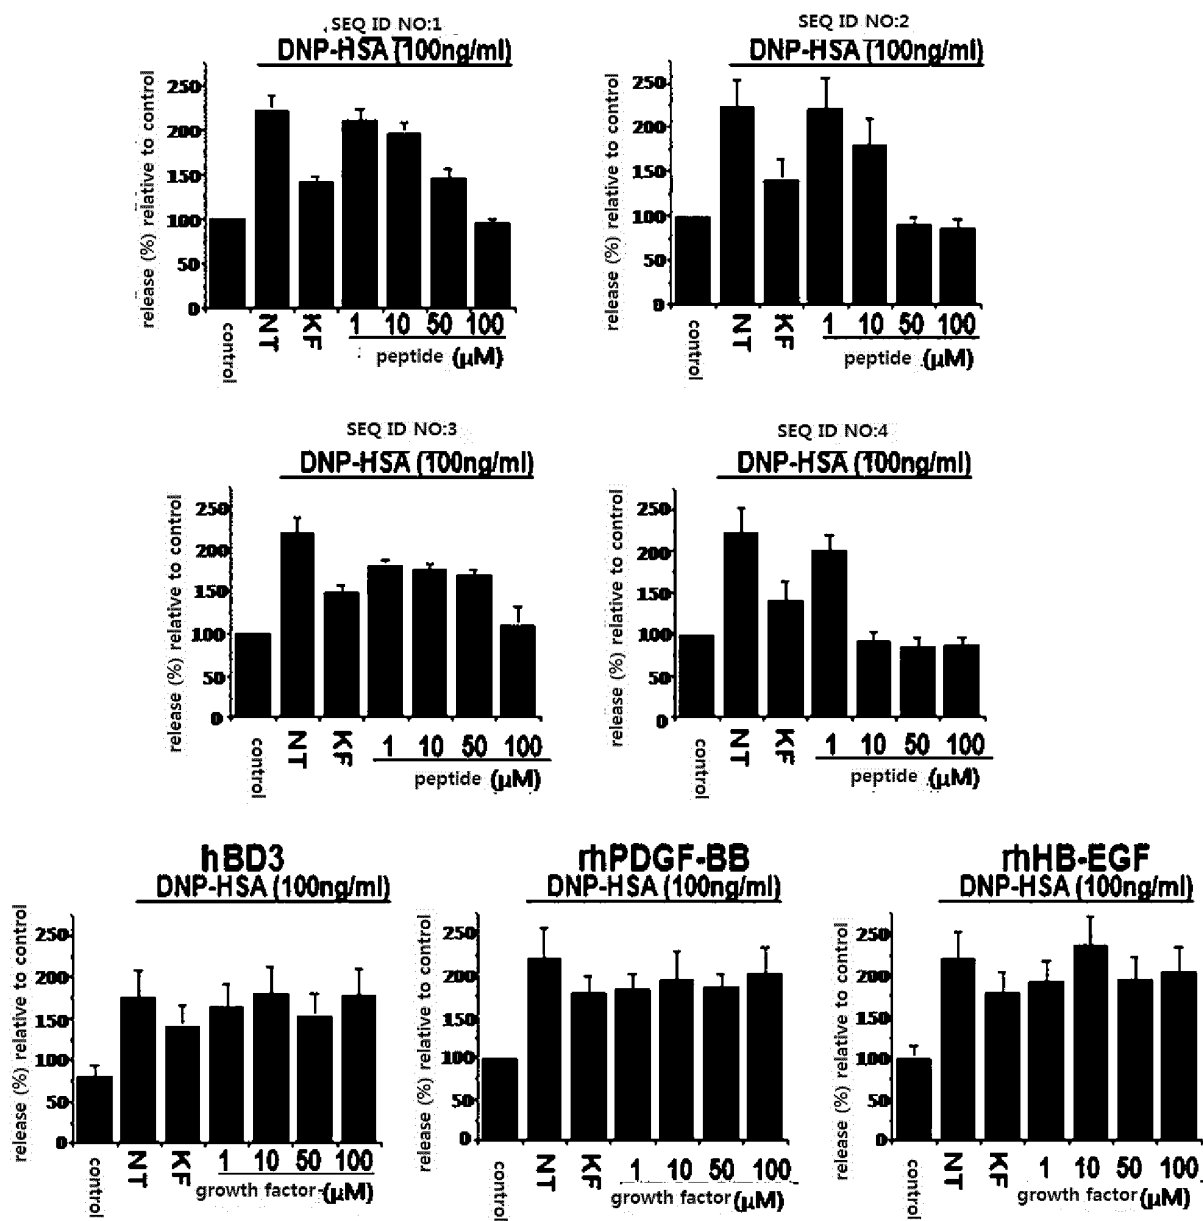 SEQ ID NO:1
DNP-HSA (100ng/ml)
release (%) relative to control
250
200
150
100
50
0
control
NT
KF
1 10 50 100
peptide (μM)
SEQ ID NO:2
DNP-HSA (100ng/ml)
release (%) relative to control
250
200
150
100
50
0
control
NT
KF
1 10 50 100
peptide (μM)
SEQ ID NO:3
DNP-HSA (100ng/ml)
release (%) relative to control
250
200
150
100
50
0
control
NT
KF
1 10 50 100
peptide (μM)
SEQ ID NO:4
DNP-HSA (100ng/ml)
release (%) relative to control
250
200
150
100
50
0
control
NT
KF
1 10 50 100
peptide (μM)
hBD3
DNP-HSA (100ng/ml)
release (%) relative to control
250
200
150
100
50
0
control
NT
KF
1 10 50 100
growth factor (μM)
rhPDGF-BB
DNP-HSA (100ng/ml)
release (%) relative to control
250
200
150
100
50
0
control
NT
KF
1 10 50 100
growth factor (μM)
rhHB-EGF
DNP-HSA (100ng/ml)
release (%) relative to control
250
200
150
100
50
0
control
NT
KF
1 10 50 100
growth factor (μM)